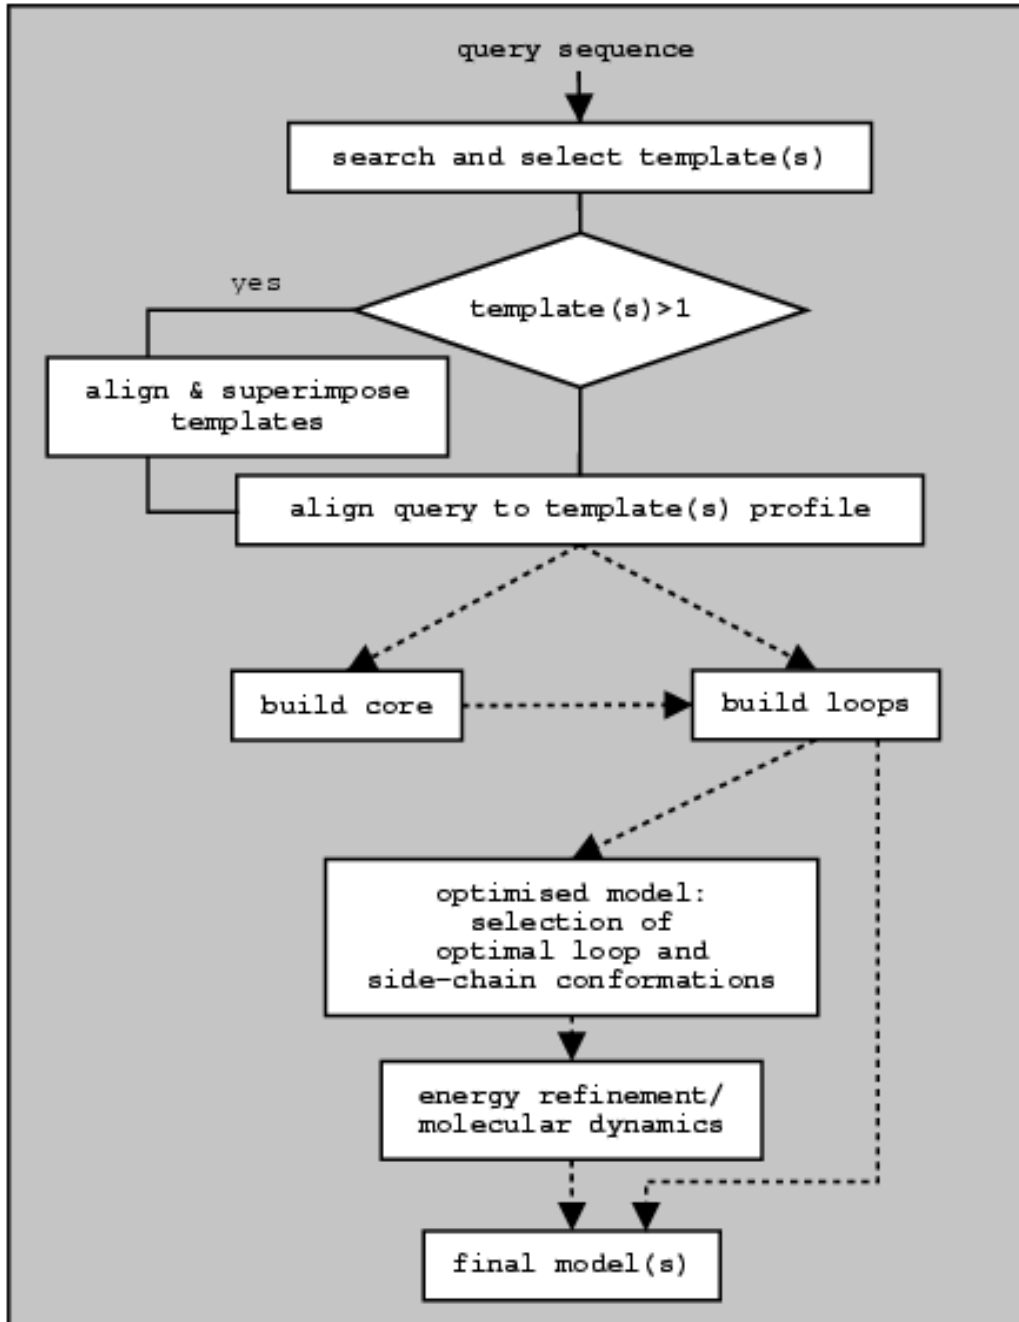 query sequence
search and select template(s)
yes
template(s)>1
align & superimpose
templates
align query to template(s) profile
build core
build loops
optimised model:
selection of
optimal loop and
side-chain conformations
energy refinement/
molecular dynamics
final model(s)